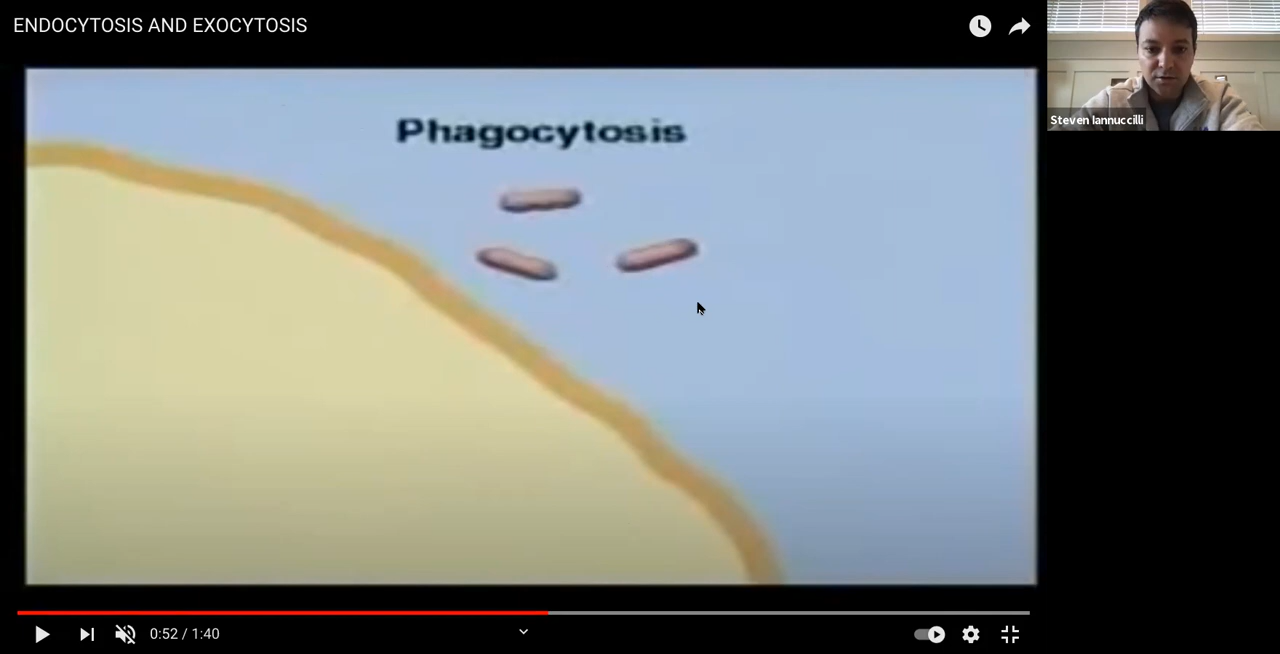 ENDOCYTOSIS AND EXOCYTOSIS
Steven Iannuccilli
Phagocytosis
0:52 / 1:40